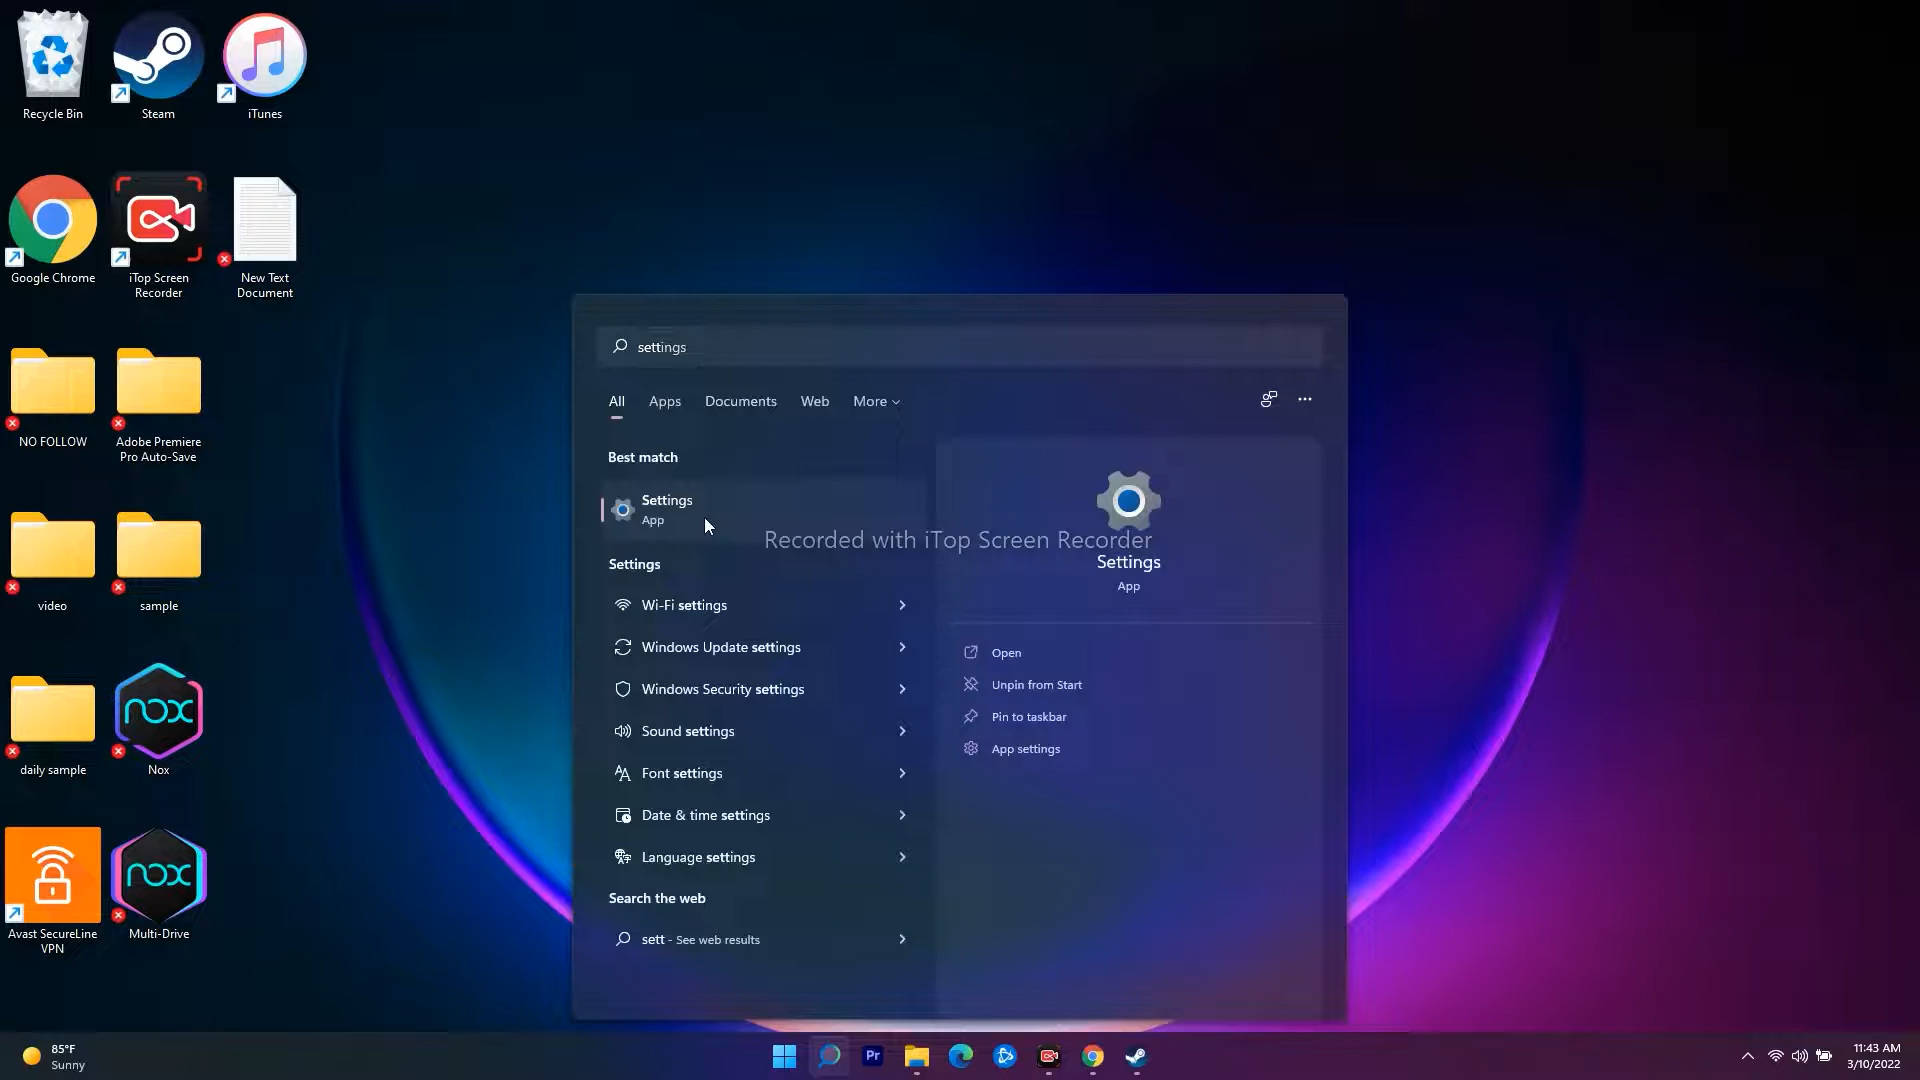 Recycle Bin
Steam
iTunes
Google Chrome
iTop Screen
Recorder
New Text
Document
NO FOLLOW
Adobe Premiere
Pro Auto-Save
video
sample
daily sample
nox
Nox
Avast SecureLine
VPN
nox
Multi-Drive
settings
All
Apps
Documents
Web
More
Best match
Settings
App
Settings
Wi-Fi settings
Windows Update settings
Windows Security settings
Sound settings
Font settings
Date & time settings
Language settings
Search the web
sett - See web results
Recorded with iTop Screen Recorder
Settings
App
Open
Unpin from Start
Pin to taskbar
App settings
85°F
Sunny
Pr
11:43 AM
3/10/2022